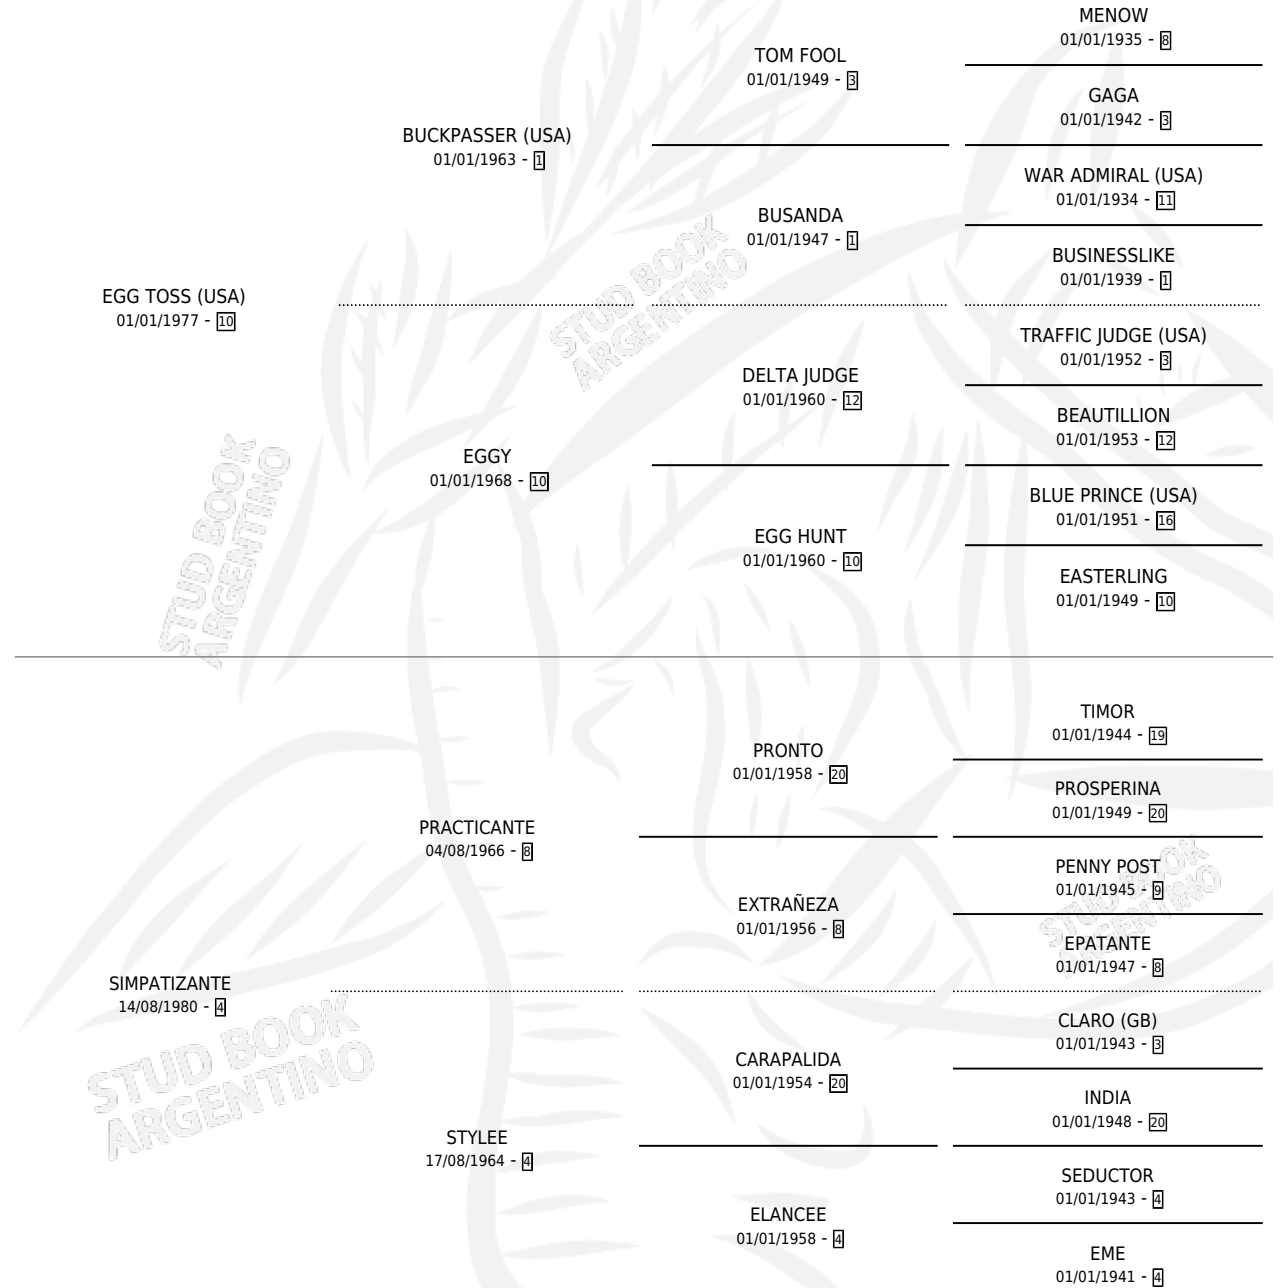 MENOW
01/01/1935 - 8
TOM FOOL
01/01/1949 - 3
GAGA
01/01/1942 - 3
BUCKPASSER (USA)
01/01/1963 - 1
WAR ADMIRAL (USA)
01/01/1934 - 11
BUSANDA
01/01/1947 - 1
BUSINESSLIKE
01/01/1939 - 1
EGG TOSS (USA)
01/01/1977 - 10
STUD BOOK
ARGENTINO
TRAFFIC JUDGE (USA)
01/01/1952 - 3
DELTA JUDGE
01/01/1960 - 12
BEAUTILLION
01/01/1953 - 12
EGGY
01/01/1968 - 10
BLUE PRINCE (USA)
01/01/1951 - 16
EGG HUNT
01/01/1960 - 10
EASTERLING
01/01/1949 - 10
STUD BOOK
ARGENTINO
TIMOR
01/01/1944 - 19
PRONTO
01/01/1958 - 20
PROSPERINA
01/01/1949 - 20
PRACTICANTE
04/08/1966 - 8
PENNY POST
01/01/1945 - 9
EXTRAÑEZA
01/01/1956 - 8
EPATANTE
01/01/1947 - 8
STUD BOOK
ARGENTINO
SIMPATIZANTE
14/08/1980 - 4
CLARO (GB)
01/01/1943 - 3
CARAPALIDA
01/01/1954 - 20
INDIA
01/01/1948 - 20
STUD BOOK
ARGENTINO
STYLEE
17/08/1964 - 4
SEDUCTOR
01/01/1943 - 4
ELANCEE
01/01/1958 - 4
EME
01/01/1941 - 4